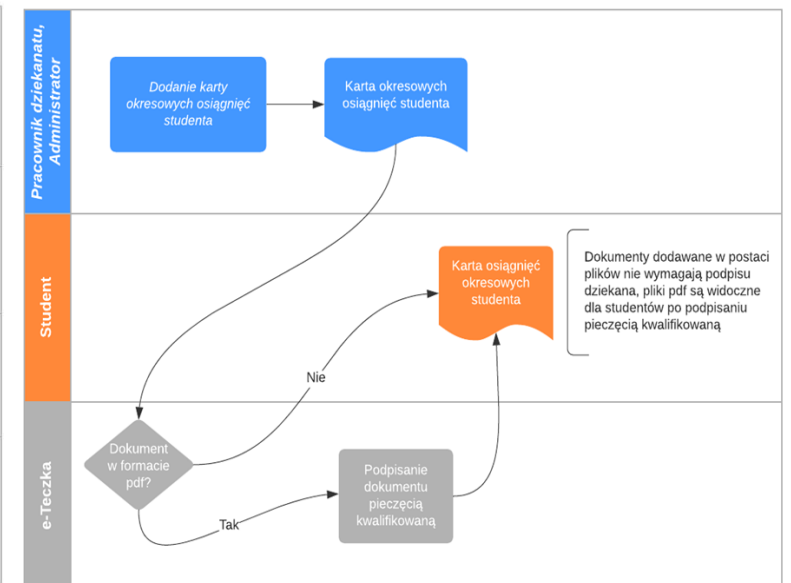 Pracownik dziekanatu,
Administrator
Dodanie karty
okresowych osiągnięć
studenta
Karta okresowych
osiągnięć studenta
Student
Karta osiągnięć
okresowych
studenta
Dokumenty dodawane w postaci
plików nie wymagają podpisu
dziekana, pliki pdf są widoczne
dla studentów po podpisaniu
pieczęcią kwalifikowaną
Nie
e-Teczka
Dokument
w formacie
pdf?
Podpisanie
dokumentu
pieczęcią
kwalifikowaną
Tak